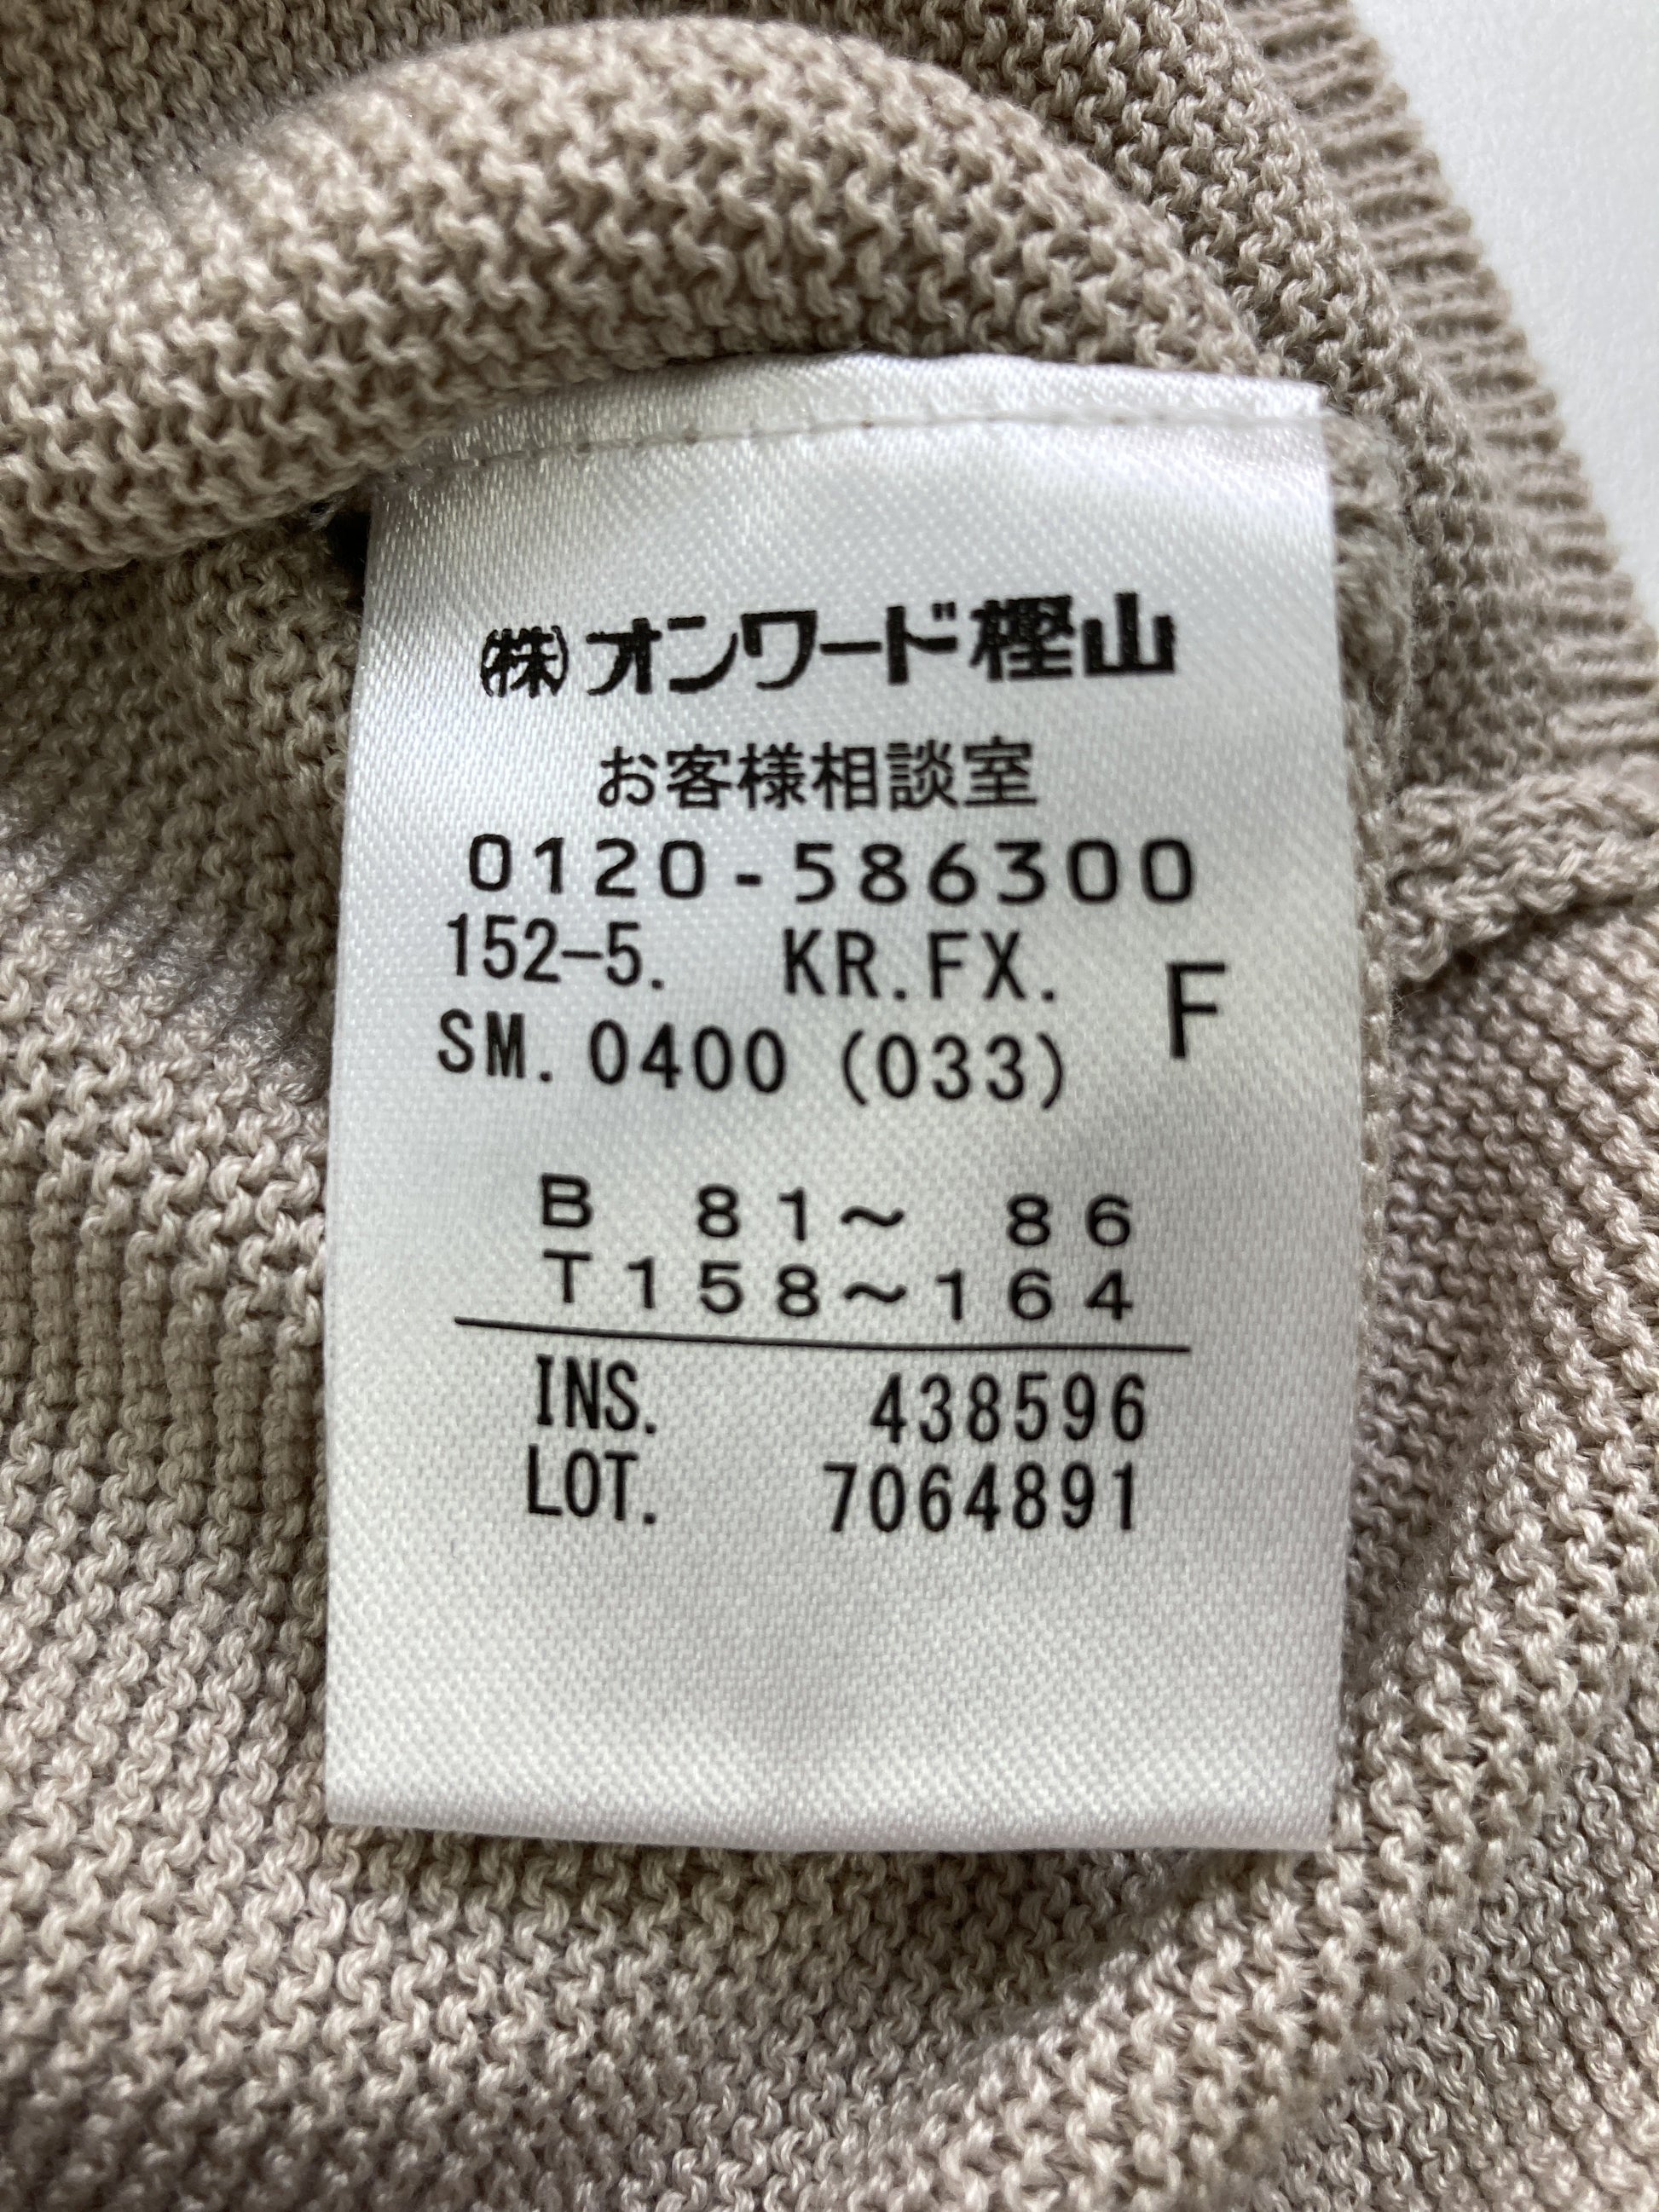 ㈱オンワード樫山
お客様相談室
0120-586300
152-5. KR.FX. F
SM.0400 (033)
B 81～ 86
T158～164
INS. 438596
LOT. 7064891